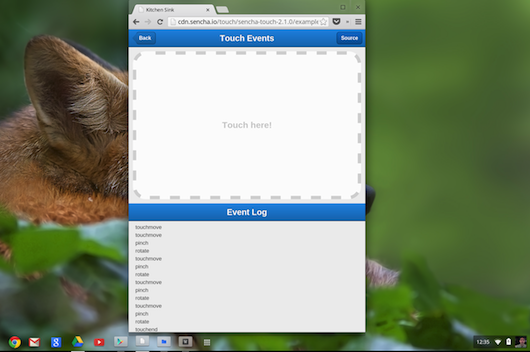 Kitchen Sink
cdn.sencha.io/touch/sencha-touch-2.1.0/example
Back
Touch Events
Source
Touch here!
Event Log
touchmove
touchmove
pinch
rotate
touchmove
pinch
rotate
touchmove
pinch
rotate
touchmove
pinch
rotate
touchend
12:35